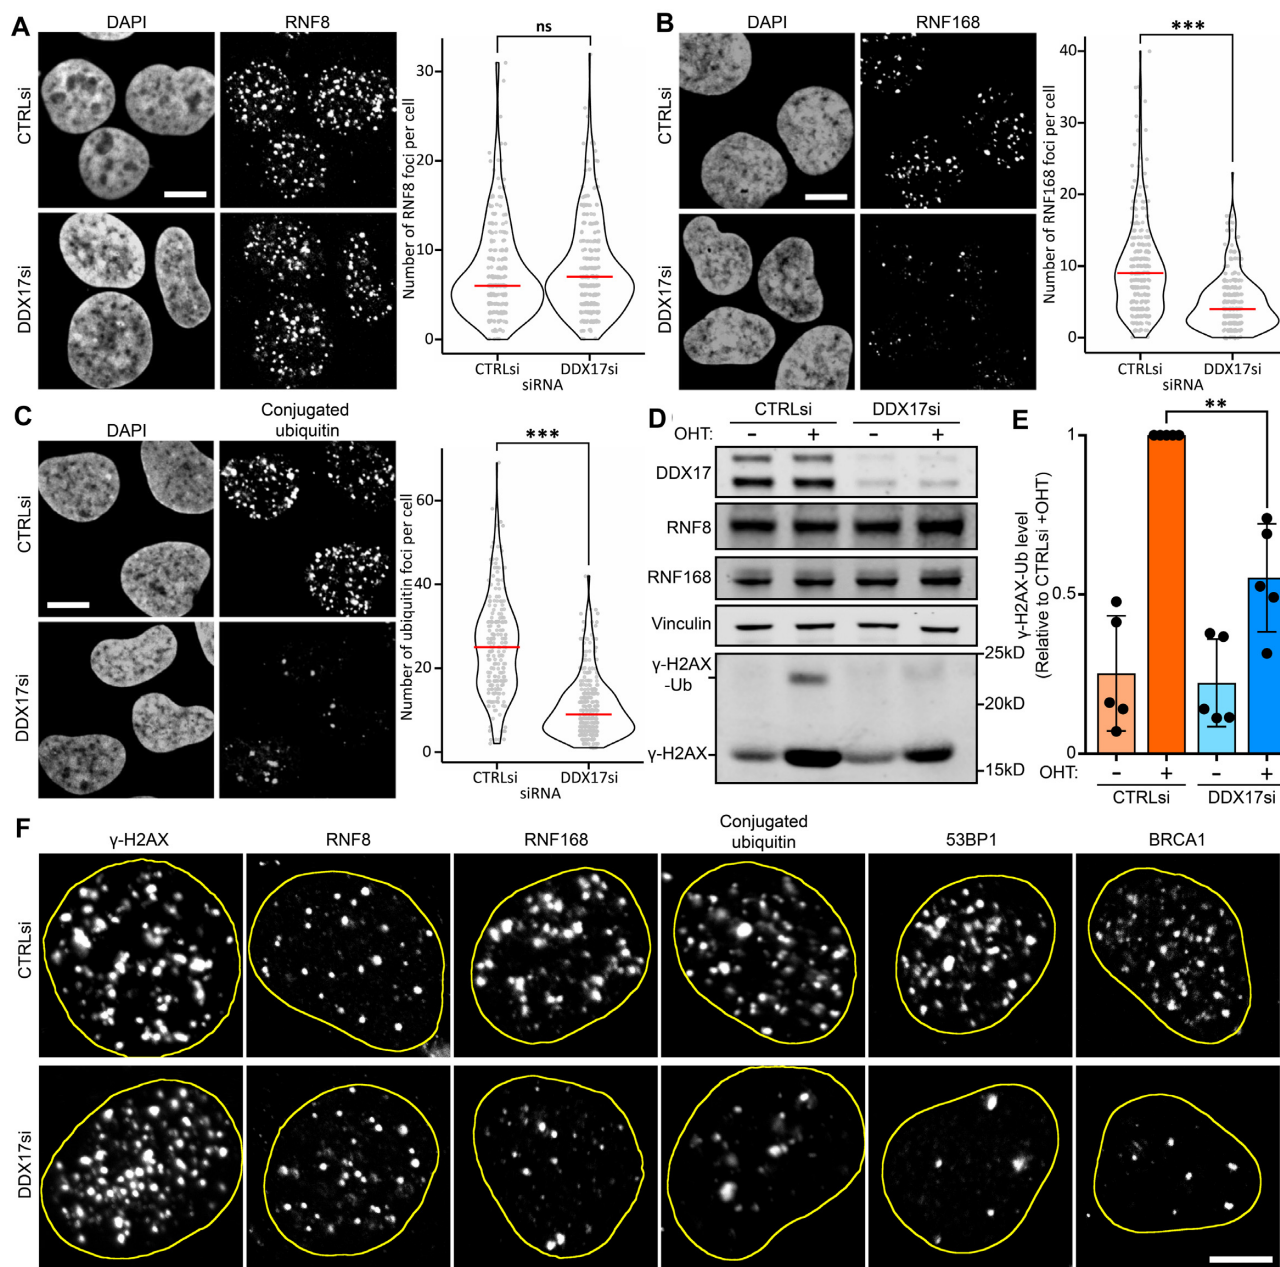 A
DAPI
RNF8
CTRLsi
DDX17si
Number of RNF8 foci per cell
30
20
10
0
ns
CTRLsi
DDX17si
siRNA
B
DAPI
RNF168
CTRLsi
DDX17si
Number of RNF168 foci per cell
40
30
20
10
0
***
CTRLsi
DDX17si
siRNA
C
DAPI
Conjugated
ubiquitin
CTRLsi
DDX17si
Number of ubiquitin foci per cell
60
40
20
0
***
CTRLsi
DDX17si
siRNA
D
CTRLsi
DDX17si
OHT: - + - +
DDX17
RNF8
RNF168
Vinculin
γ-H2AX
-Ub
γ-H2AX
25kD
20kD
15kD
E
γ-H2AX-Ub level
(Relative to CTRLsi +OHT)
1
0.5
0
**
OHT: - + - +
CTRLsi
DDX17si
F
γ-H2AX
RNF8
RNF168
Conjugated
ubiquitin
53BP1
BRCA1
CTRLsi
DDX17si